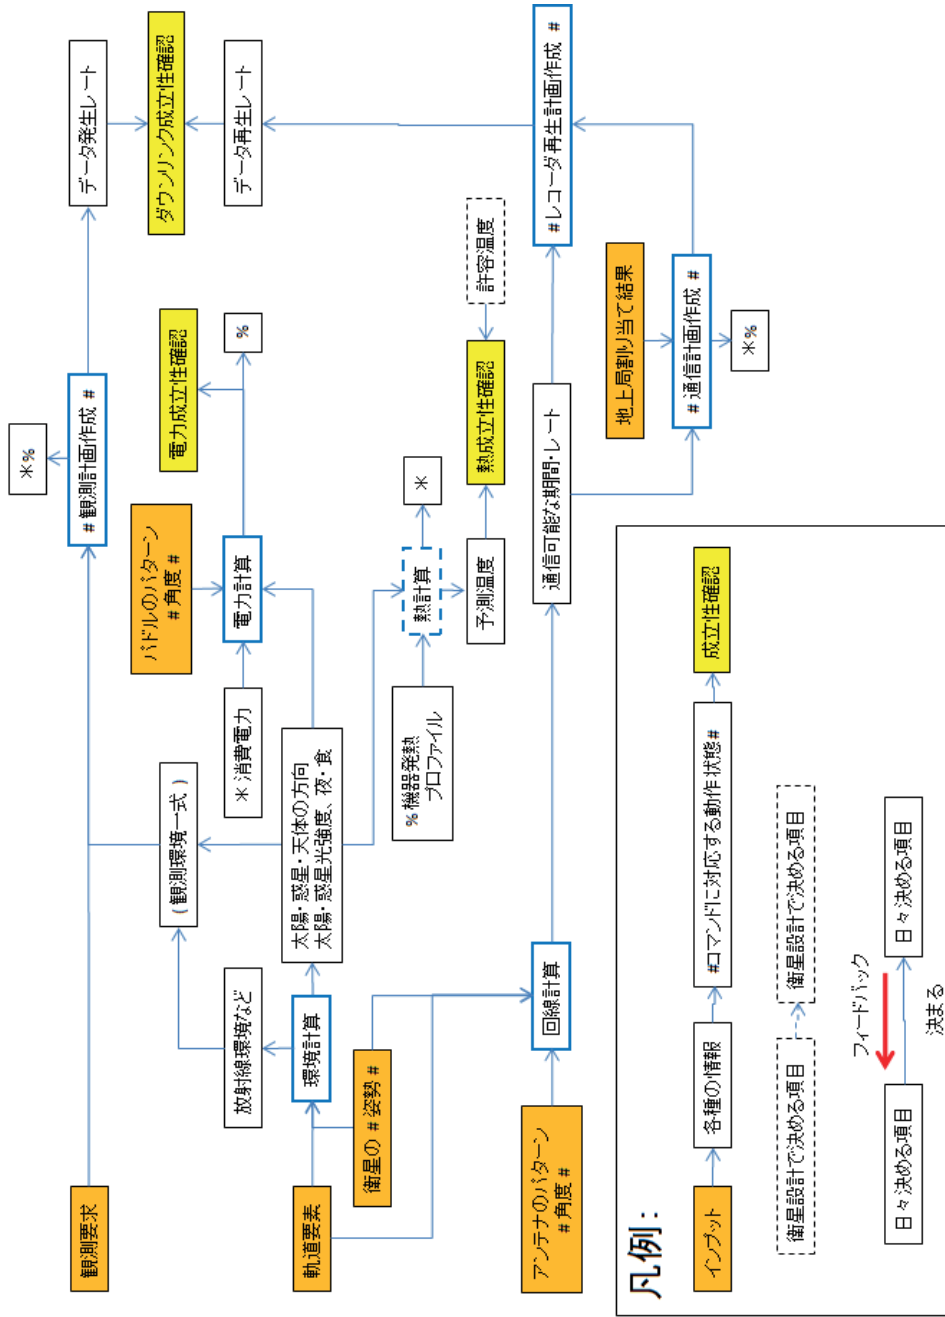 観測要求
＊%
# 観測計画作成 #
データ発生レート
パドルのパターン
# 角度 #
電力成立性確認
ダウンリンク成立性確認
(観測環境一式)
放射線環境など
＊消費電力
電力計算
%
データ再生レート
軌道要素
環境計算
太陽・惑星・天体の方向
太陽・惑星光強度、夜・食
衛星の # 姿勢 #
% 機器発熱
プロファイル
熱計算
＊
予測温度
熱成立性確認
許容温度
アンテナのパターン
# 角度 #
回線計算
通信可能な期間・レート
#レコーダ再生計画作成 #
地上局割り当て結果
# 通信計画作成 #
＊%
凡例：
インプット
各種の情報
#コマンドに対応する動作状態#
成立性確認
衛星設計で決める項目
衛星設計で決める項目
フィードバック
日々決める項目
日々決める項目
決まる